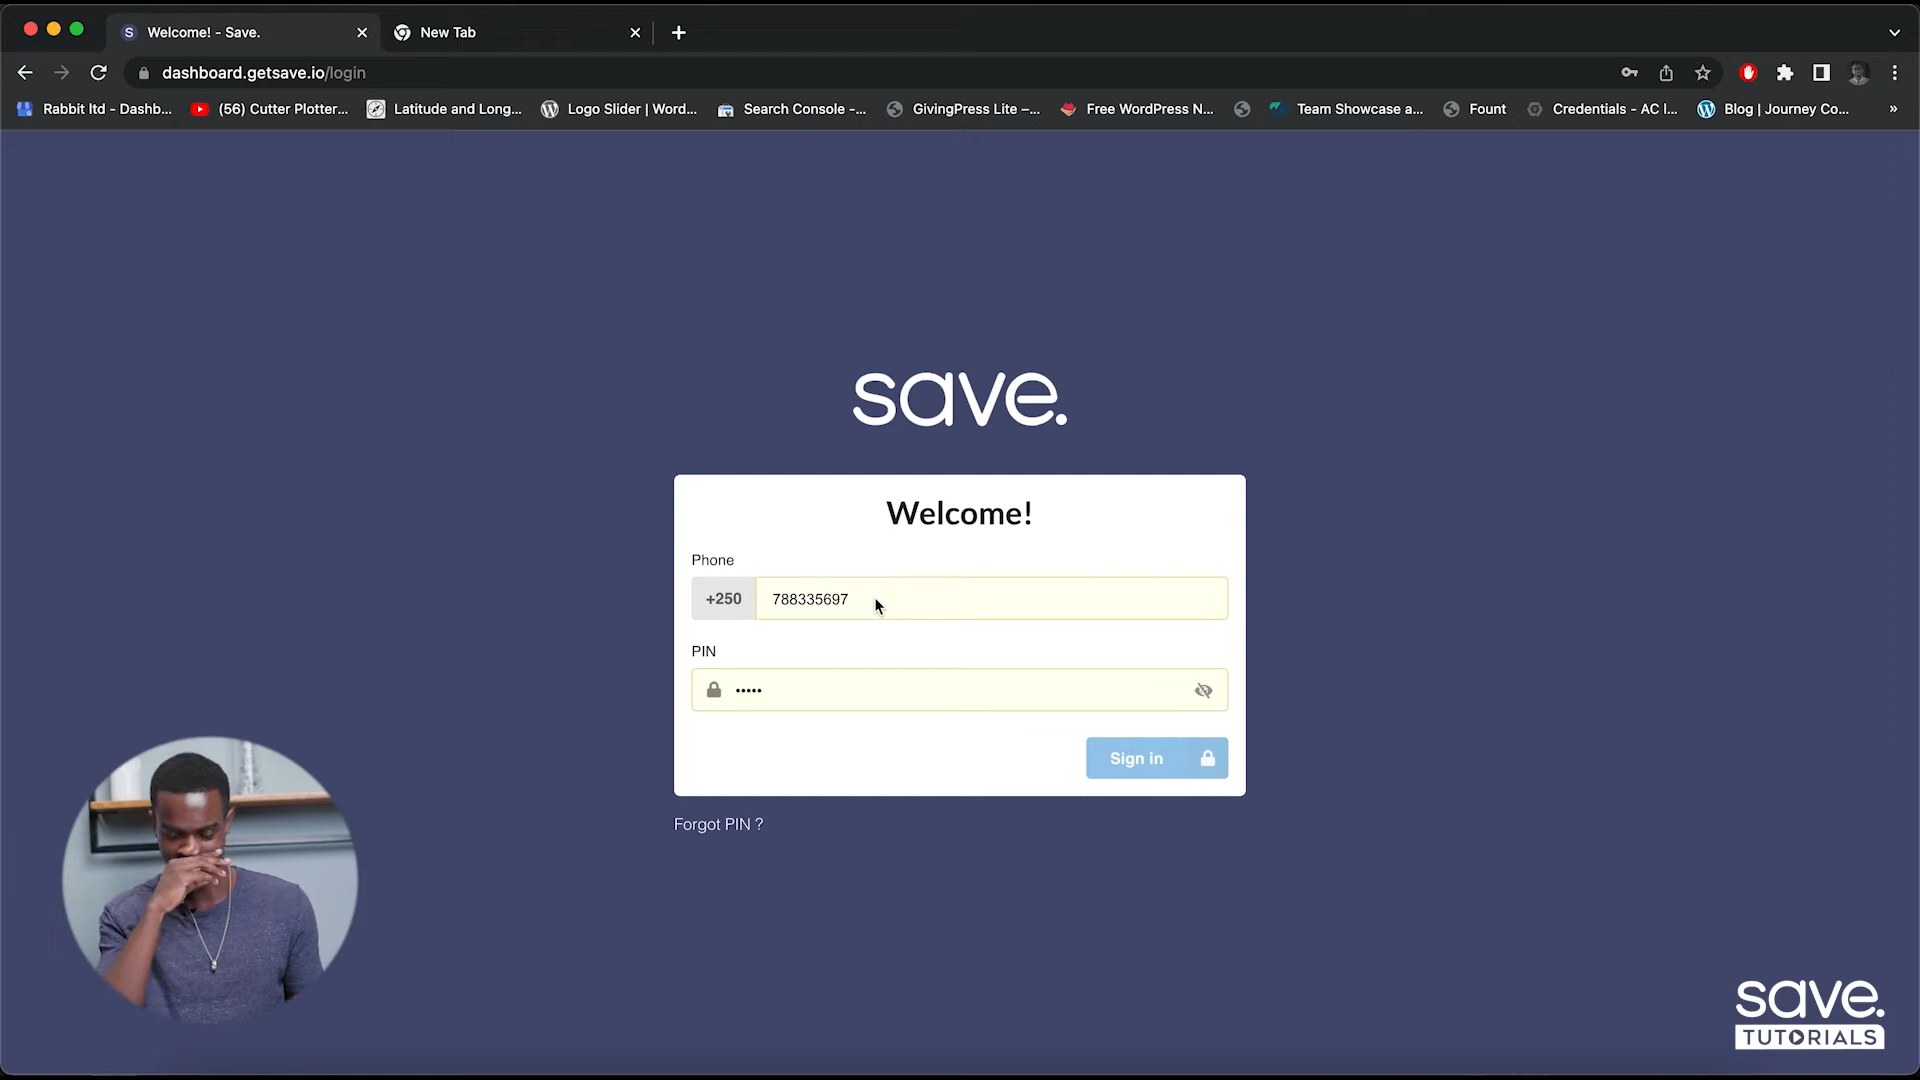 Welcome! - Save.
New Tab
dashboard.getsave.io/login
Rabbit ltd - Dashb...
(56) Cutter Plotter...
Latitude and Long...
Logo Slider | Word...
Search Console -...
GivingPress Lite –...
Free WordPress N...
Team Showcase a...
Fount
Credentials - AC I...
Blog | Journey Co...
save.
Welcome!
Phone
+250
788335697
PIN
Sign in
Forgot PIN ?
save.
TUTORIALS